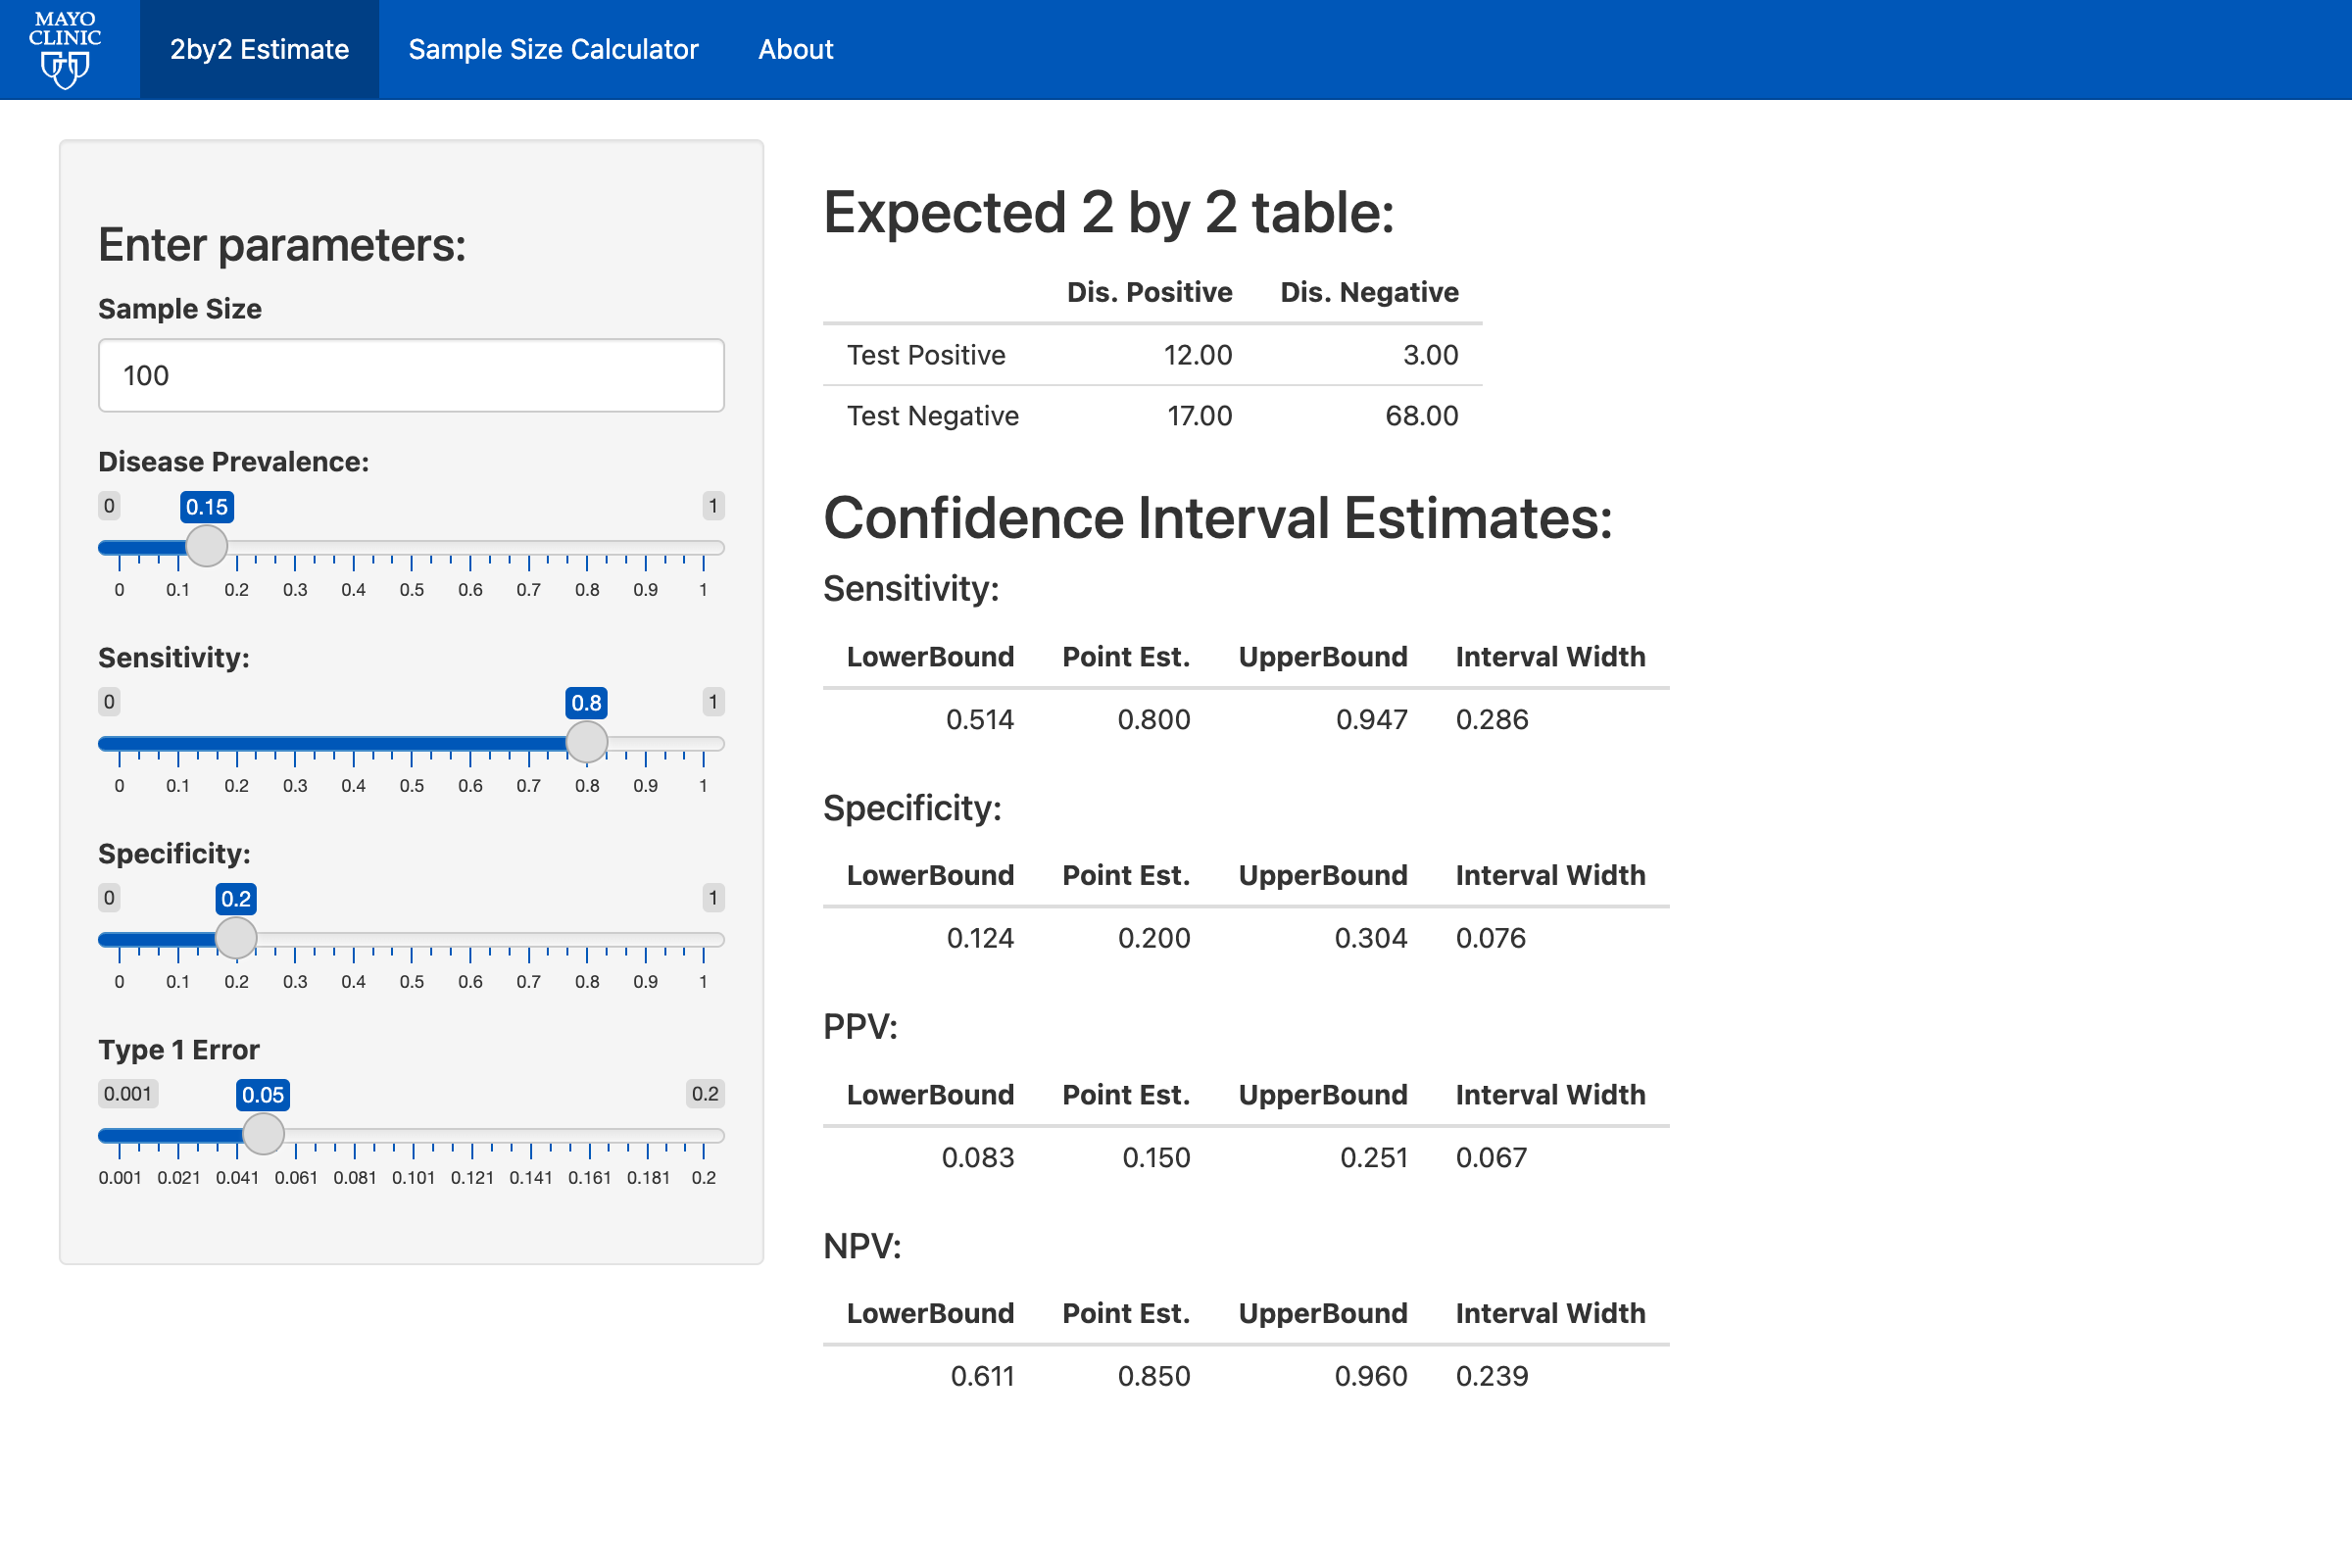 MAYO
CLINIC
2by2 Estimate Sample Size Calculator About
Enter parameters:
Sample Size
100
Disease Prevalence:
0 0.15 1
0 0.1 0.2 0.3 0.4 0.5 0.6 0.7 0.8 0.9 1
Sensitivity:
0 0.8 1
0 0.1 0.2 0.3 0.4 0.5 0.6 0.7 0.8 0.9 1
Specificity:
0 0.2 1
0 0.1 0.2 0.3 0.4 0.5 0.6 0.7 0.8 0.9 1
Type 1 Error
0.001 0.05 0.2
0.001 0.021 0.041 0.061 0.081 0.101 0.121 0.141 0.161 0.181 0.2
Expected 2 by 2 table:
Dis. Positive Dis. Negative
Test Positive 12.00 3.00
Test Negative 17.00 68.00
Confidence Interval Estimates:
Sensitivity:
LowerBound Point Est. UpperBound Interval Width
0.514 0.800 0.947 0.286
Specificity:
LowerBound Point Est. UpperBound Interval Width
0.124 0.200 0.304 0.076
PPV:
LowerBound Point Est. UpperBound Interval Width
0.083 0.150 0.251 0.067
NPV:
LowerBound Point Est. UpperBound Interval Width
0.611 0.850 0.960 0.239